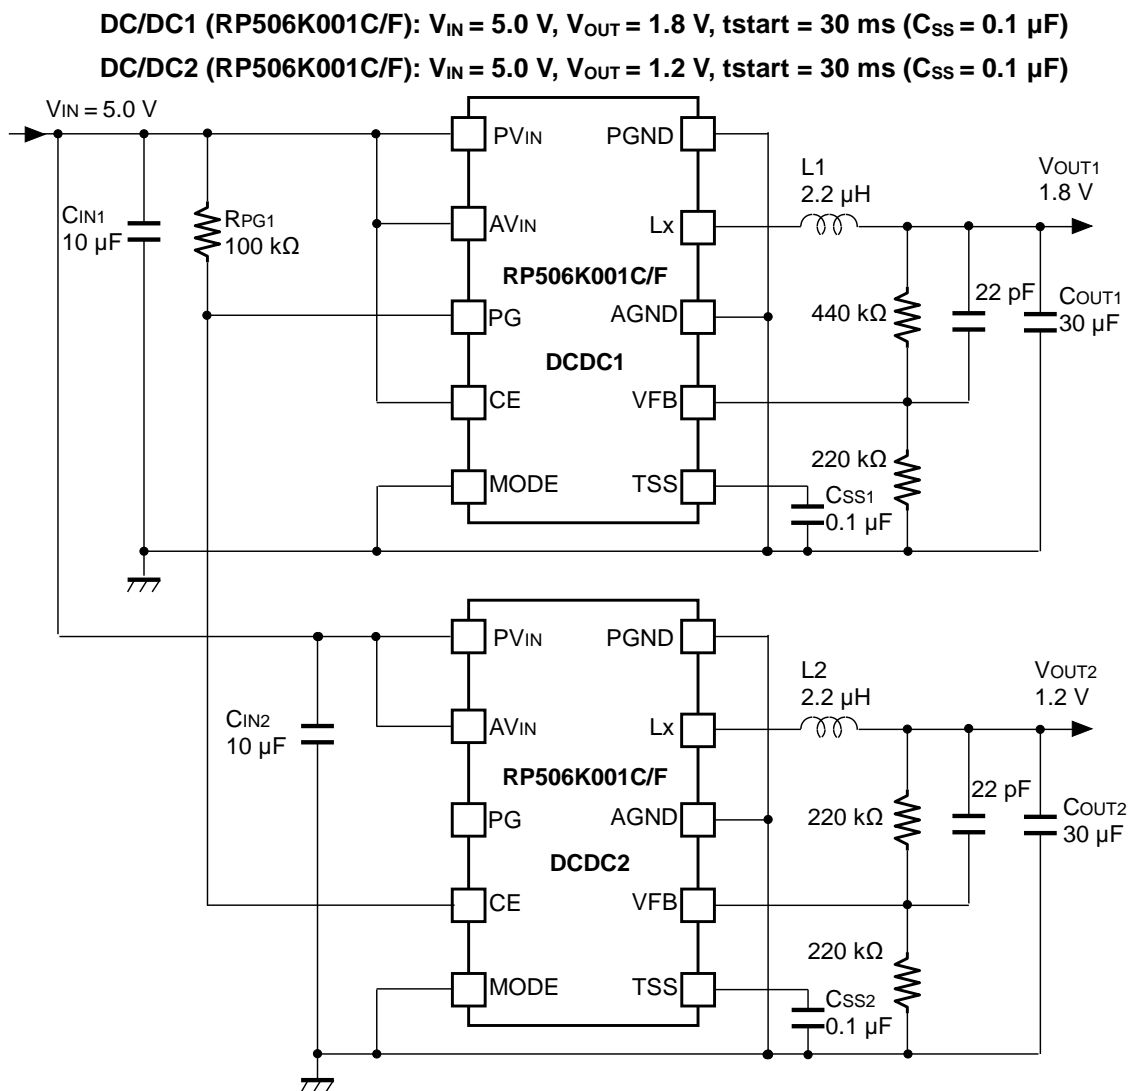 DC/DC1 (RP506K001C/F): VIN = 5.0 V, VOUT = 1.8 V, tstart = 30 ms (CSS = 0.1 µF)
DC/DC2 (RP506K001C/F): VIN = 5.0 V, VOUT = 1.2 V, tstart = 30 ms (CSS = 0.1 µF)
VIN = 5.0 V
PVIN
PGND
L1
2.2 µH
VOUT1
1.8 V
CIN1
10 µF
RPG1
100 kΩ
AVIN
Lx
RP506K001C/F
PG
AGND
440 kΩ
22 pF
COUT1
30 µF
DCDC1
CE
VFB
220 kΩ
MODE
TSS
CSS1
0.1 µF
PVIN
PGND
L2
2.2 µH
VOUT2
1.2 V
CIN2
10 µF
AVIN
Lx
RP506K001C/F
PG
AGND
220 kΩ
22 pF
COUT2
30 µF
DCDC2
CE
VFB
220 kΩ
MODE
TSS
CSS2
0.1 µF